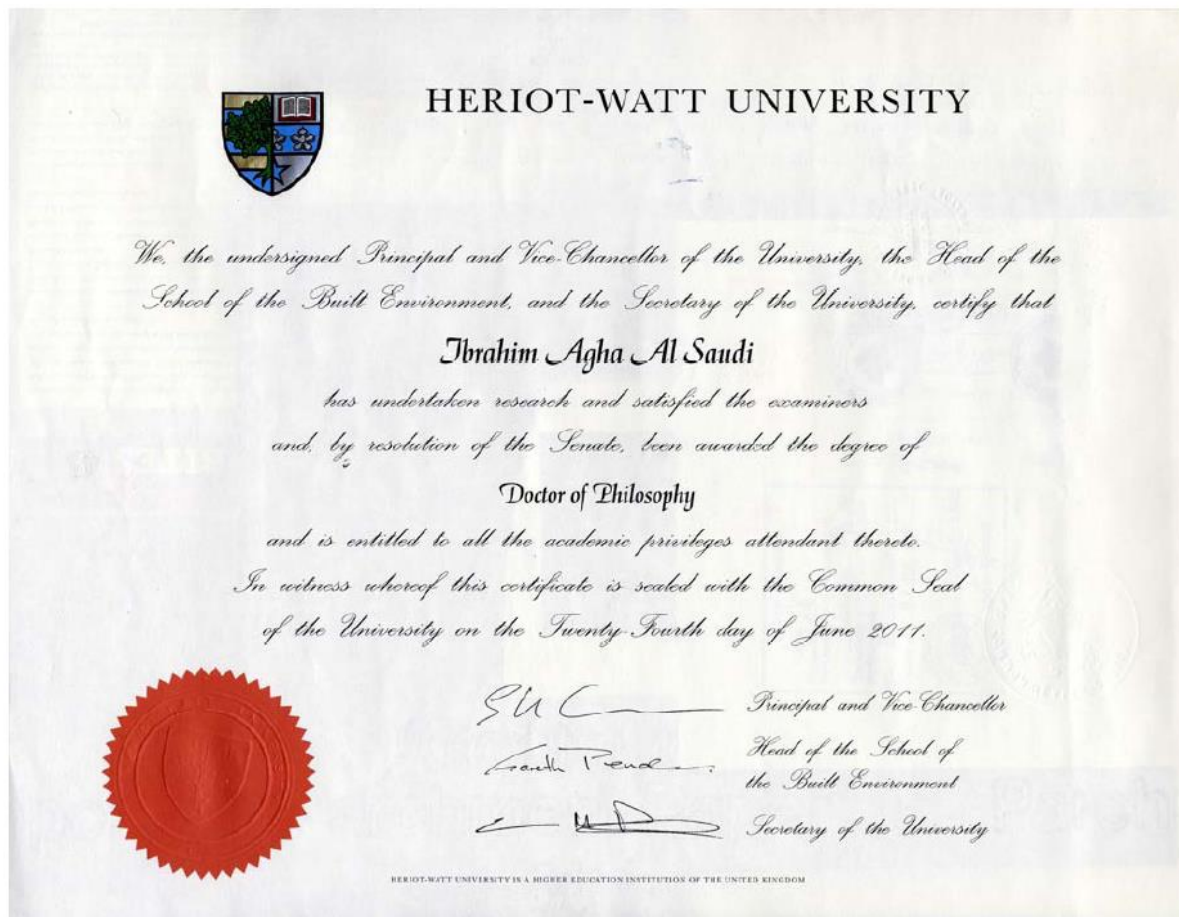 HERIOT-WATT UNIVERSITY
We, the undersigned Principal and Vice-Chancellor of the University, the Head of the
School of the Built Environment, and the Secretary of the University, certify that
Ibrahim Agha Al Saudi
has undertaken research and satisfied the examiners
and, by resolution of the Senate, been awarded the degree of
Doctor of Philosophy
and is entitled to all the academic privileges attendant thereto.
In witness whereof this certificate is sealed with the Common Seal
of the University on the Twenty-Fourth day of June 2011.
Principal and Vice-Chancellor
Gareth
Head of the School of
the Built Environment
Secretary of the University
HERIOT-WATT UNIVERSITY IS A HIGHER EDUCATION INSTITUTION OF THE UNITED KINGDOM